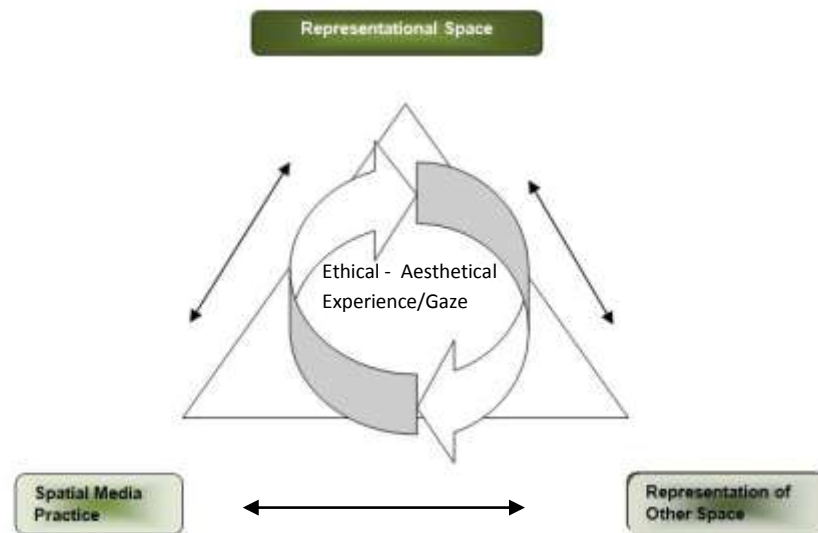 Representational Space
Ethical - Aesthetical
Experience/Gaze
Spatial Media
Practice
Representation of
Other Space